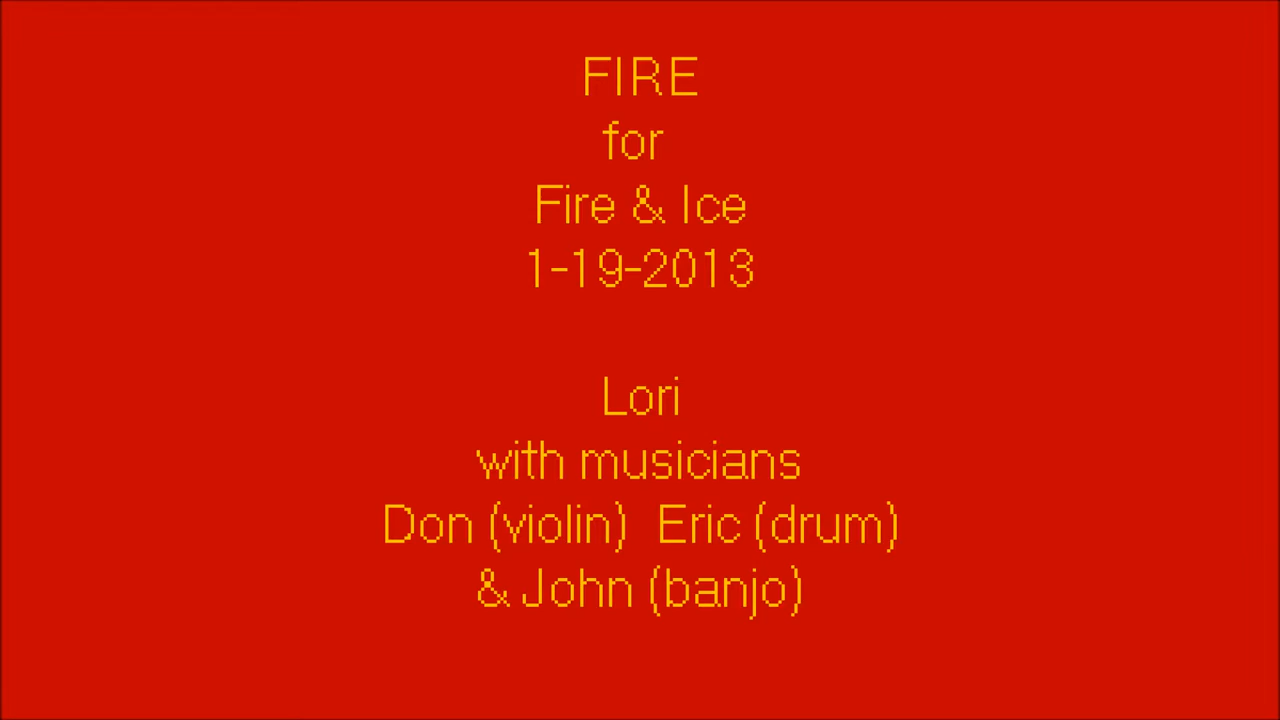 FIRE
for
Fire & Ice
1-19-2013
Lori
with musicians
Don (violin)  Eric (drum)
& John (banjo)